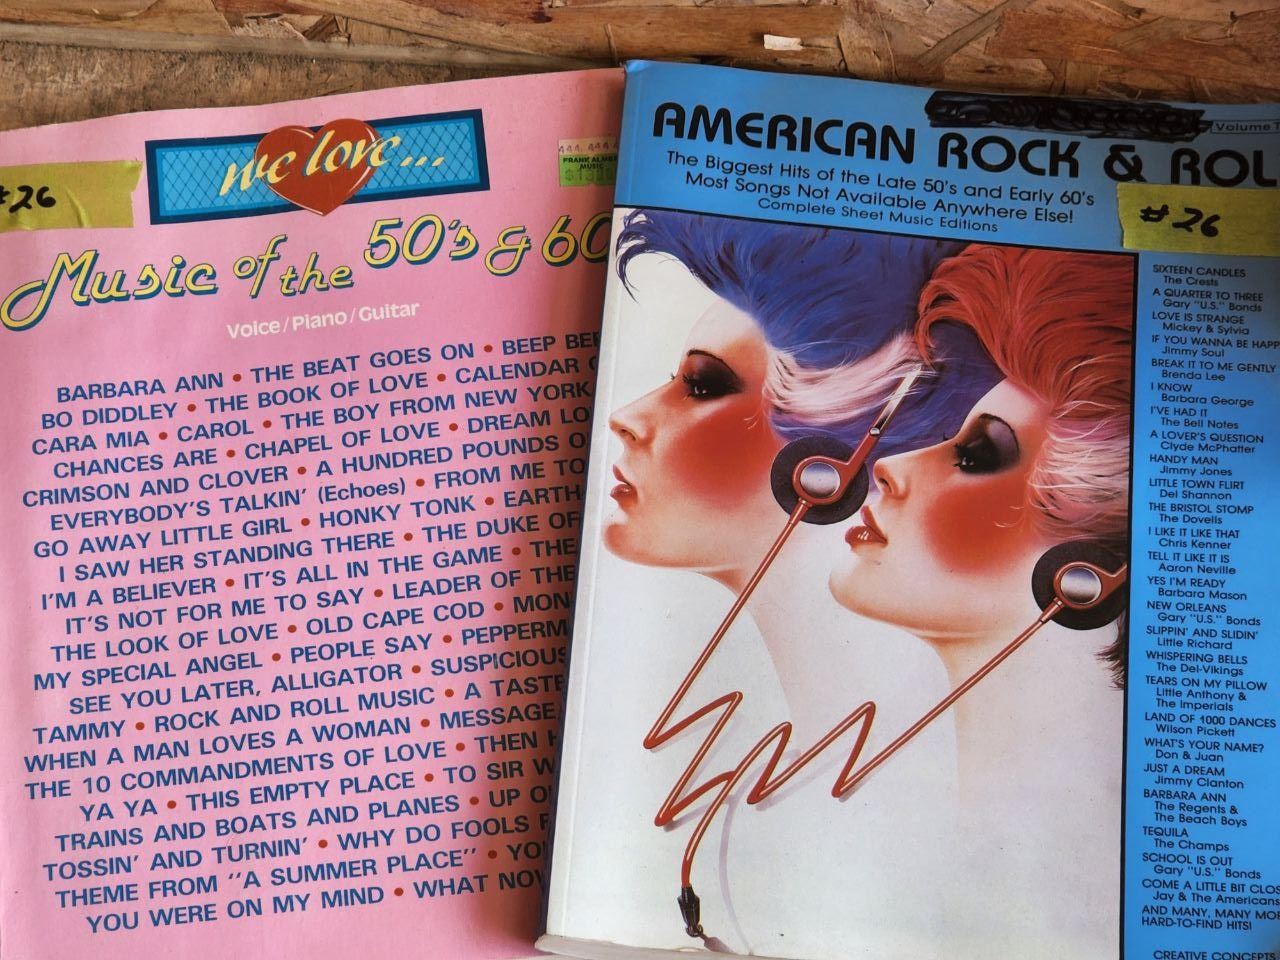 #26
we love...
Music of the 50's & 60
Voice/Piano/Guitar
BARBARA ANN • THE BEAT GOES ON • BEEP
BO DIDDLEY • THE BOOK OF LOVE • CALENDAR
CARA MIA • CAROL • THE BOY FROM NEW YORK
CHANCES ARE • CHAPEL OF LOVE • DREAM
CRIMSON AND CLOVER • A HUNDRED POUNDS
EVERYBODY'S TALKIN' (Echoes) • FROM ME TO
GO AWAY LITTLE GIRL • HONKY TONK • EARTH
I SAW HER STANDING THERE • THE DUKE OF
I'M A BELIEVER • IT'S ALL IN THE GAME • THE
IT'S NOT FOR ME TO SAY • LEADER OF THE
THE LOOK OF LOVE • OLD CAPE COD • MON
MY SPECIAL ANGEL • PEOPLE SAY • PEPPERM
SEE YOU LATER, ALLIGATOR • SUSPICIOUS
TAMMY • ROCK AND ROLL MUSIC • A TASTE
WHEN A MAN LOVES A WOMAN • MESSAGE
THE 10 COMMANDMENTS OF LOVE • THEN
YA YA • THIS EMPTY PLACE • TO SIR
TRAINS AND BOATS AND PLANES • UP
TOSSIN' AND TURNIN' • WHY DO FOOLS
THEME FROM "A SUMMER PLACE" •
YOU WERE ON MY MIND • WHAT NOW
AMERICAN ROCK & ROL
Volume
The Biggest Hits of the Late 50's and Early 60's
Most Songs Not Available Anywhere Else!
Complete Sheet Music Editions
#26
SIXTEEN CANDLES
The Crests
A QUARTER TO THREE
Gary "U.S." Bonds
LOVE IS STRANGE
Mickey & Sylvia
IF YOU WANNA BE HAPP
Jimmy Soul
BREAK IT TO ME GENTLY
Brenda Lee
I KNOW
Barbara George
I'VE HAD IT
The Bell Notes
A LOVER'S QUESTION
Clyde McPhatter
HANDY MAN
Jimmy Jones
LITTLE TOWN FLIRT
Del Shannon
THE BRISTOL STOMP
The Dovells
I LIKE IT LIKE THAT
Chris Kenner
TELL IT LIKE IT IS
Aaron Neville
YES I'M READY
Barbara Mason
NEW ORLEANS
Gary "U.S." Bonds
SLIPPIN' AND SLIDIN'
Little Richard
WHISPERING BELLS
The Del-Vikings
TEARS ON MY PILLOW
Little Anthony &
The Imperials
LAND OF 1000 DANCES
Wilson Pickett
WHAT'S YOUR NAME?
Don & Juan
JUST A DREAM
Jimmy Clanton
BARBARA ANN
The Regents &
The Beach Boys
TEQUILA
The Champs
SCHOOL IS OUT
Gary "U.S." Bonds
COME A LITTLE BIT CLOS
Jay & The Americans
AND MANY, MANY MO
HARD-TO-FIND HITS!
CREATIVE CONCEPTS